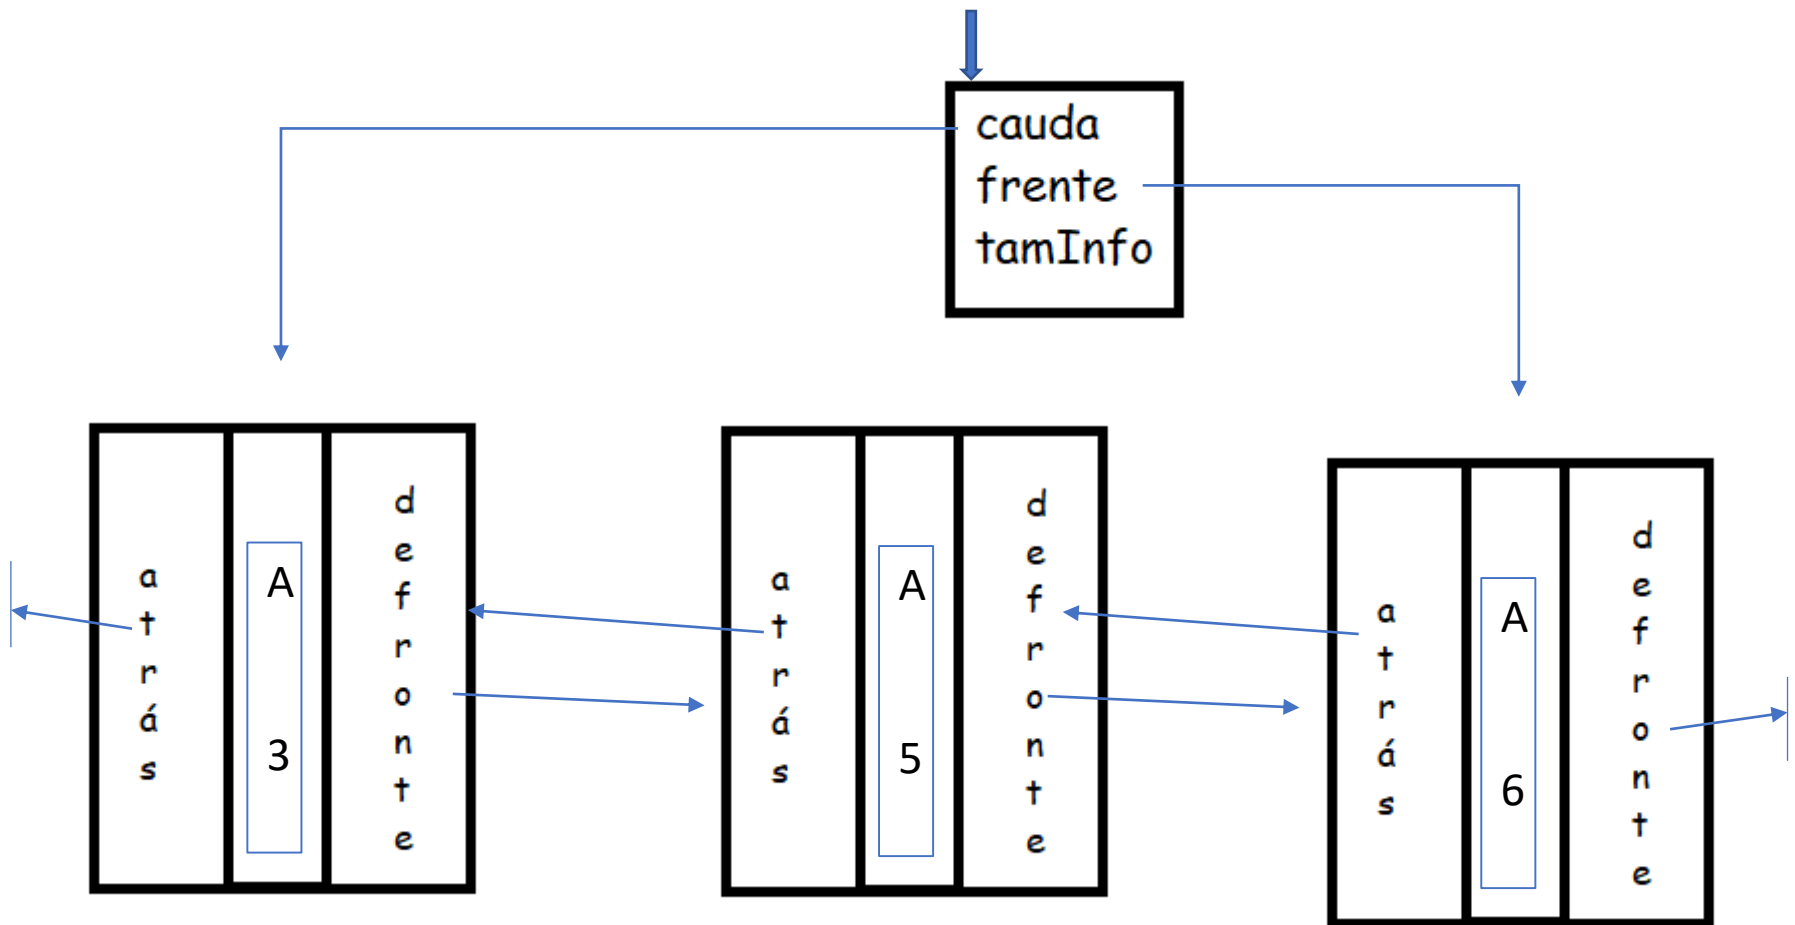 cauda
frente
tamInfo
atrás
A
3
defronte
atrás
A
5
defronte
atrás
A
6
defronte